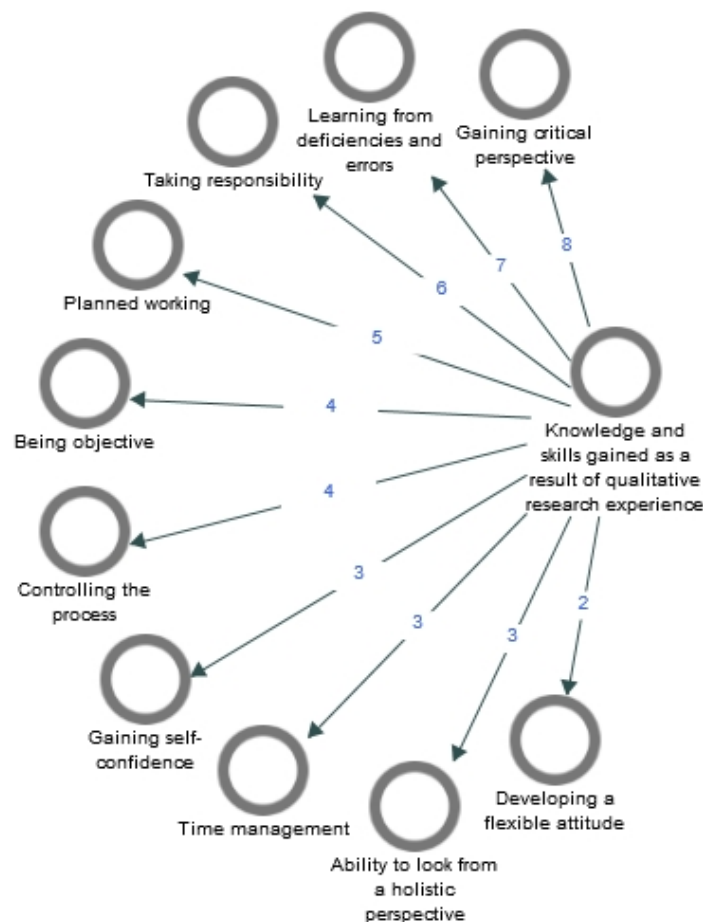 Learning from
deficiencies and
errors
Gaining critical
perspective
Taking responsibility
Planned working
Being objective
Controlling the
process
Gaining self-
confidence
Time management
Ability to look from
a holistic
perspective
Developing a
flexible attitude
Knowledge and
skills gained as a
result of qualitative
research experience
8
7
6
5
4
4
3
3
3
2